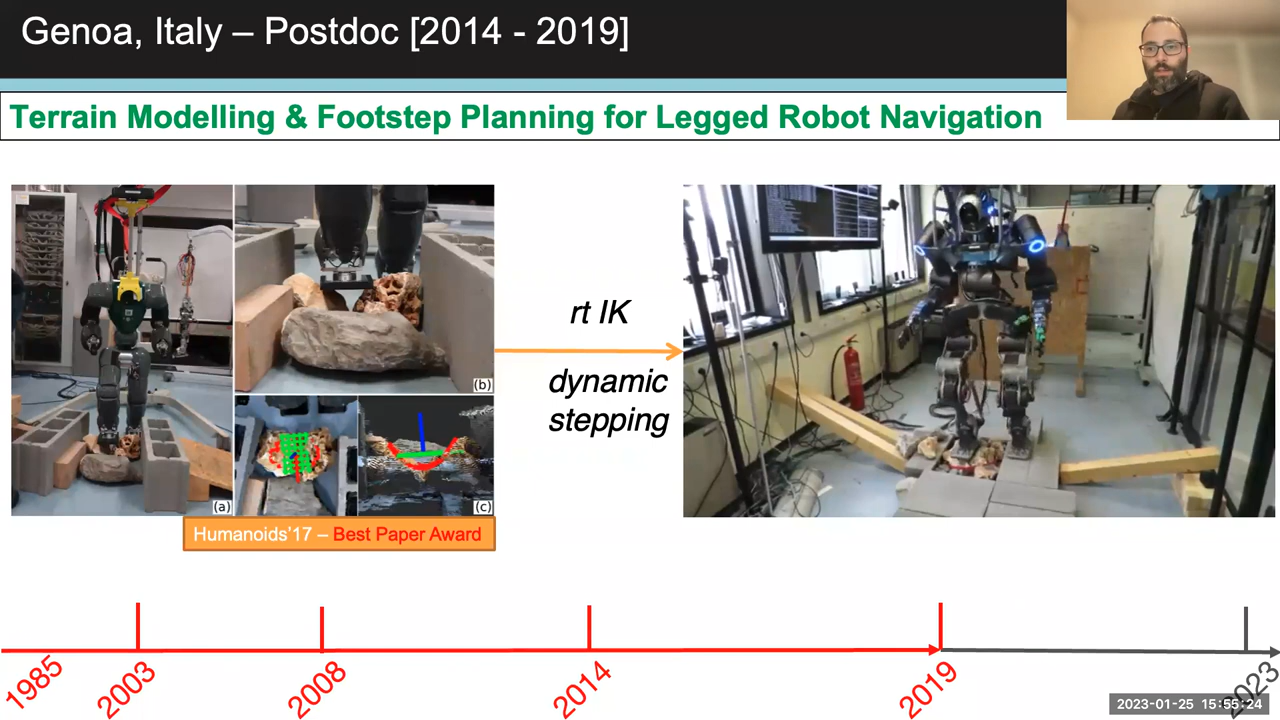 Genoa, Italy – Postdoc [2014 - 2019]
Terrain Modelling & Footstep Planning for Legged Robot Navigation
rt IK
dynamic
stepping
(a)
(b)
(c)
Humanoids'17 – Best Paper Award
1985
2003
2008
2014
2019
2023
2023-01-25 15:55:24